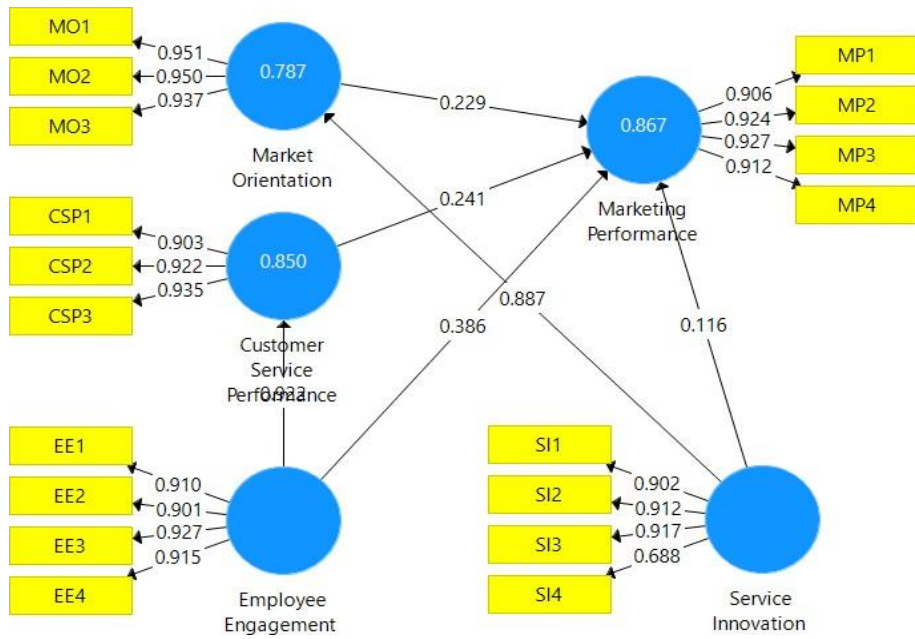 MO1
MO2
MO3
0.951
0.950
0.937
0.787
Market
Orientation
0.229
MP1
MP2
MP3
MP4
0.906
0.924
0.927
0.912
0.867
Marketing
Performance
CSP1
CSP2
CSP3
0.903
0.922
0.935
0.850
Customer
Service
Performance
0.241
0.386
0.887
0.116
EE1
EE2
EE3
EE4
0.910
0.901
0.927
0.915
Employee
Engagement
SI1
SI2
SI3
SI4
0.902
0.912
0.917
0.688
Service
Innovation